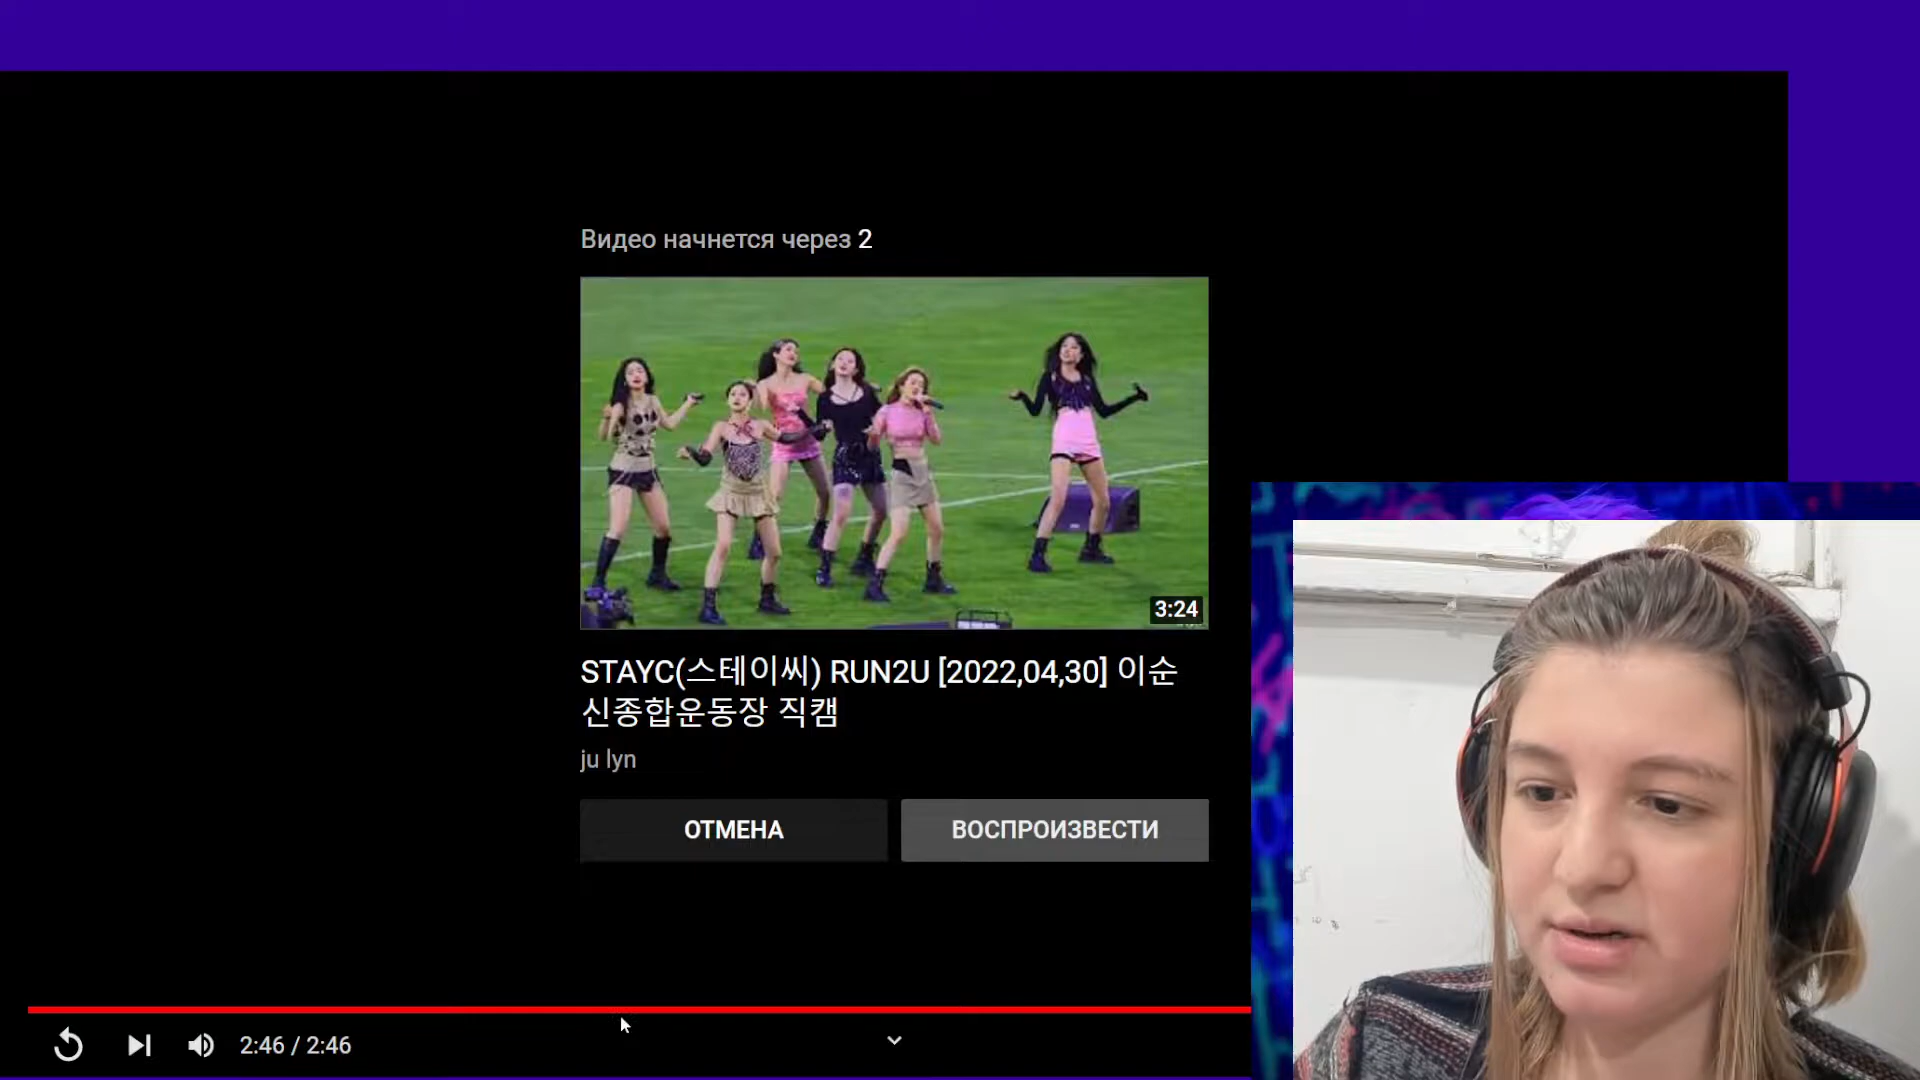 Видео начнется через 2
3:24
STAYC(스테이씨) RUN2U [2022,04,30] 이순
신종합운동장 직캠
ju lyn
ОТМЕНА
ВОСПРОИЗВЕСТИ
2:46 / 2:46